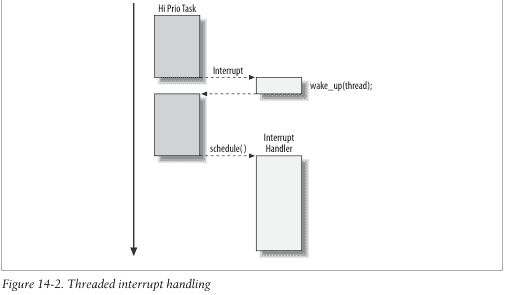 Hi Prio Task
Interrupt
wake_up(thread);
Interrupt
Handler
schedule( )
Figure 14-2. Threaded interrupt handling